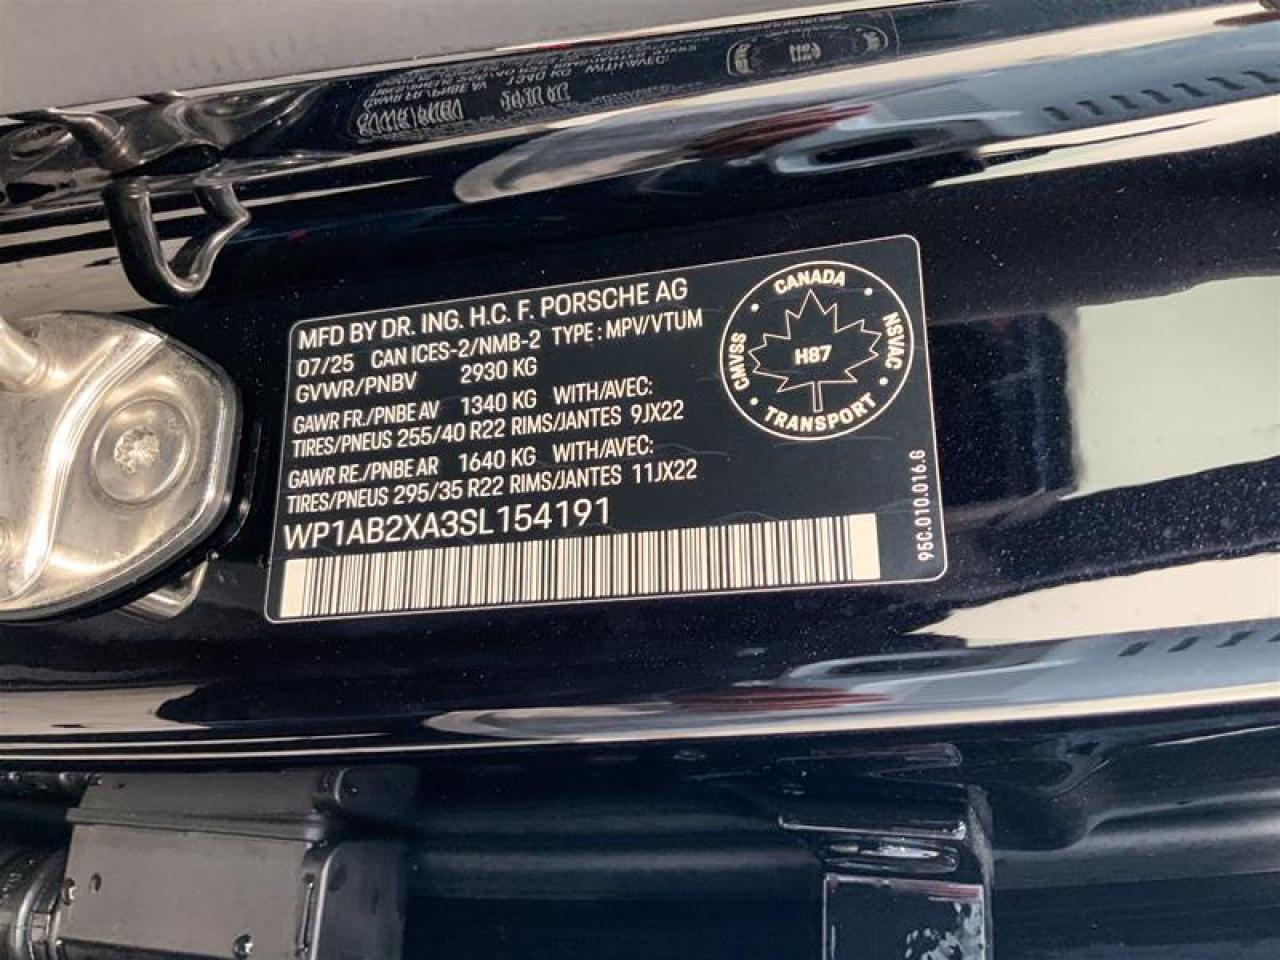 MFD BY DR. ING. H.C. F. PORSCHE AG
07/25 CAN ICES-2/NMB-2 TYPE : MPV/VTUM
GVWR/PNBV 2930 KG
GAWR FR./PNBE AV 1340 KG WITH/AVEC:
TIRES/PNEUS 255/40 R22 RIMS/JANTES 9JX22
GAWR RE./PNBE AR 1640 KG WITH/AVEC:
TIRES/PNEUS 295/35 R22 RIMS/JANTES 11JX22
WP1AB2XA3SL154191
CANADA
CMVSS
H87
NSVAC
TRANSPORT
95C.010.016.G